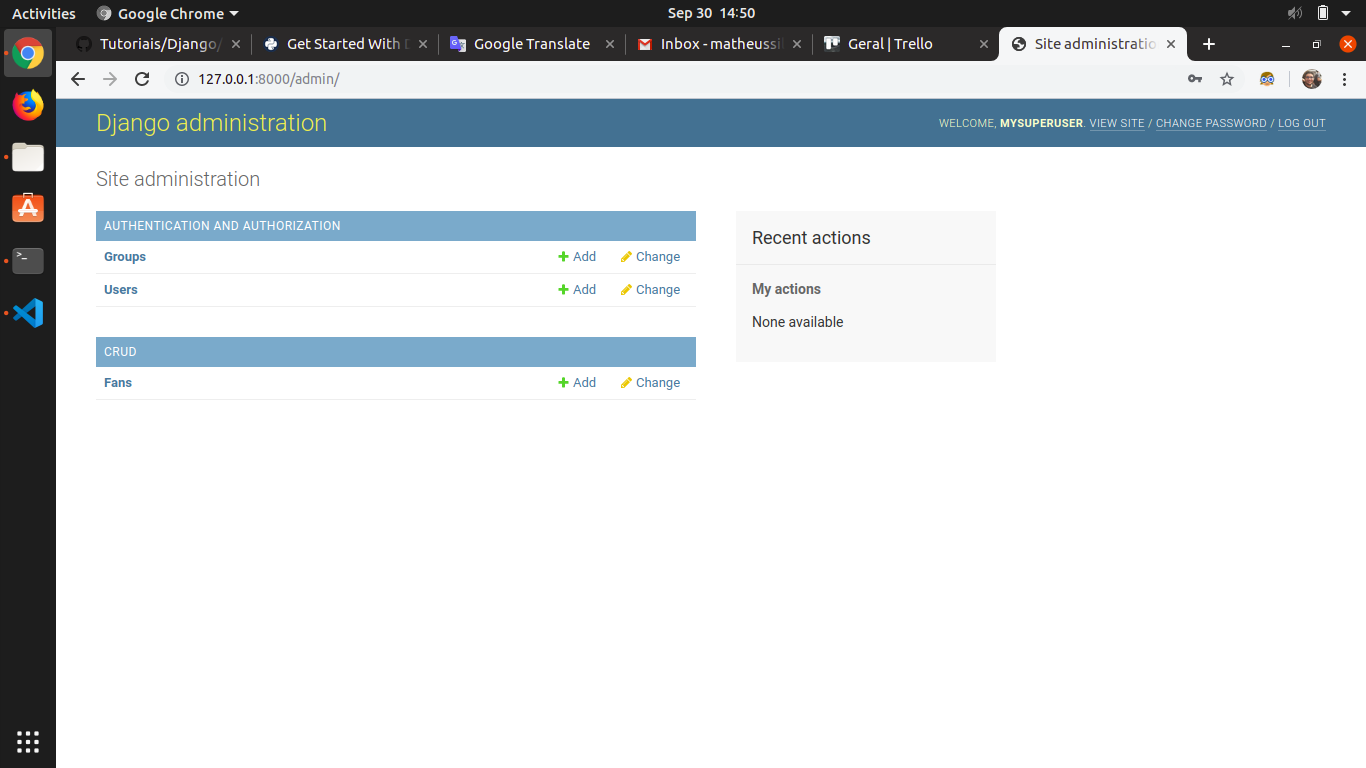 Activities Google Chrome Sep 30 14:50
Tutoriais/Django/ Get Started With Google Translate Inbox - matheussil Geral | Trello Site administratio
127.0.0.1:8000/admin/
Django administration WELCOME, MYSUPERUSER. VIEW SITE / CHANGE PASSWORD / LOG OUT
Site administration
AUTHENTICATION AND AUTHORIZATION
Groups Add Change
Users Add Change
CRUD
Fans Add Change
Recent actions
My actions
None available